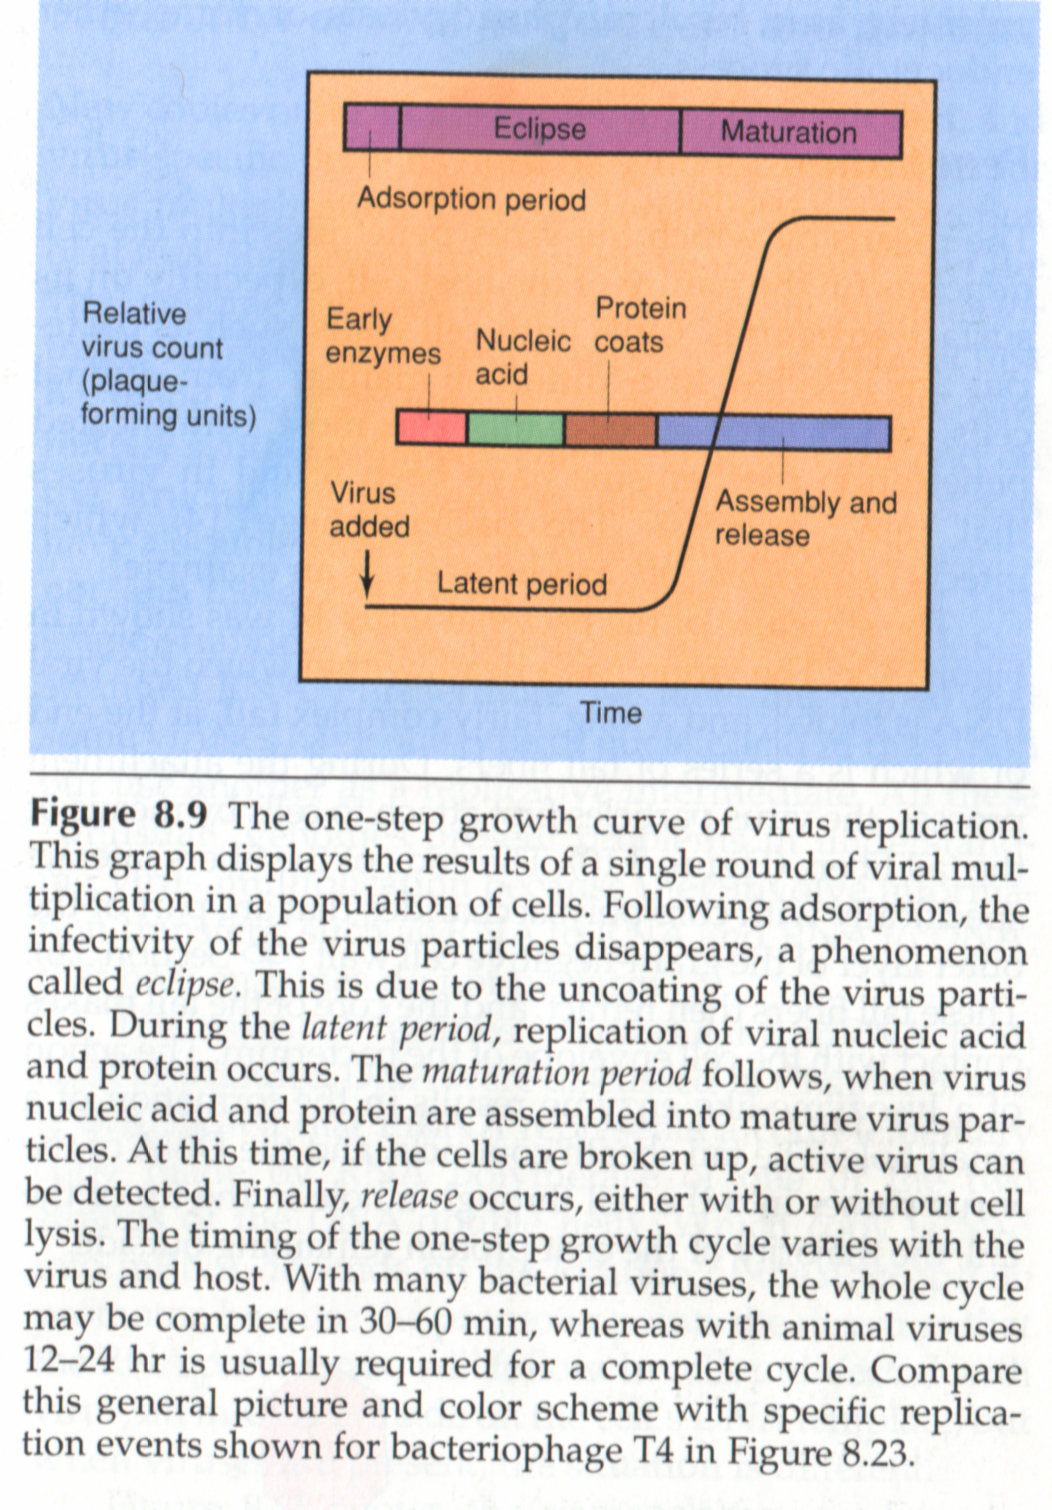 Eclipse
Maturation
Adsorption period
Relative
virus count
(plaque-
forming units)
Early
enzymes
Nucleic
acid
Protein
coats
Virus
added
Assembly and
release
Latent period
Time
Figure 8.9 The one-step growth curve of virus replication.
This graph displays the results of a single round of viral mul-
tiplication in a population of cells. Following adsorption, the
infectivity of the virus particles disappears, a phenomenon
called eclipse. This is due to the uncoating of the virus parti-
cles. During the latent period, replication of viral nucleic acid
and protein occurs. The maturation period follows, when virus
nucleic acid and protein are assembled into mature virus par-
ticles. At this time, if the cells are broken up, active virus can
be detected. Finally, release occurs, either with or without cell
lysis. The timing of the one-step growth cycle varies with the
virus and host. With many bacterial viruses, the whole cycle
may be complete in 30–60 min, whereas with animal viruses
12–24 hr is usually required for a complete cycle. Compare
this general picture and color scheme with specific replica-
tion events shown for bacteriophage T4 in Figure 8.23.